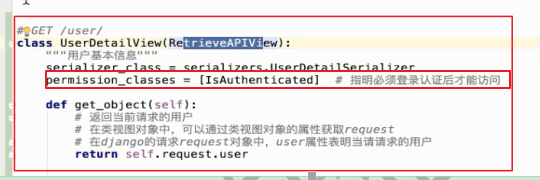 # GET /user/
class UserDetailView(RetrieveAPIView):
"""用户基本信息"""
serializer_class = serializers.UserDetailSerializer
permission_classes = [IsAuthenticated]  # 指明必须登录认证后才能访问
def get_object(self):
# 返回当前请求的用户
# 在类视图对象中，可以通过类视图对象的属性获取request
# 在django的请求request对象中，user属性表明当请请求的用户
return self.request.user